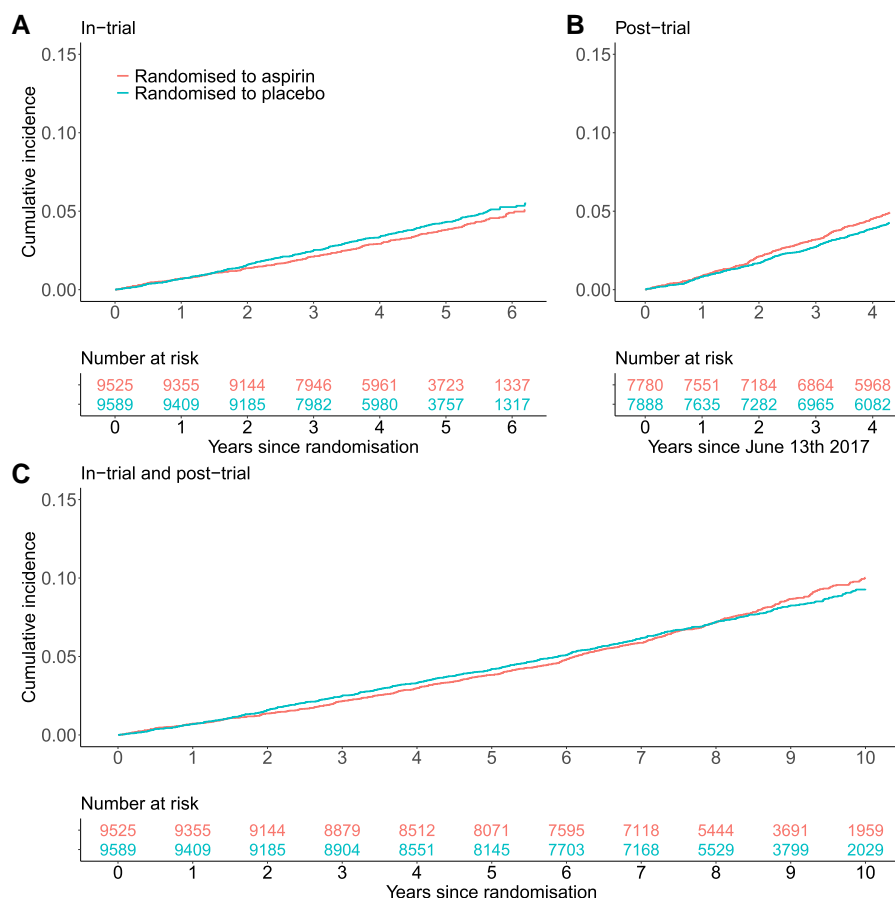 A
In−trial
Cumulative incidence
0.15
0.10
0.05
0.00
Randomised to aspirin
Randomised to placebo
0 1 2 3 4 5 6
Number at risk
9525 9355 9144 7946 5961 3723 1337
9589 9409 9185 7982 5980 3757 1317
0 1 2 3 4 5 6
Years since randomisation
B
Post−trial
0.15
0.10
0.05
0.00
0 1 2 3 4
Number at risk
7780 7551 7184 6864 5968
7888 7635 7282 6965 6082
0 1 2 3 4
Years since June 13th 2017
C
In−trial and post−trial
Cumulative incidence
0.15
0.10
0.05
0.00
0 1 2 3 4 5 6 7 8 9 10
Number at risk
9525 9355 9144 8879 8512 8071 7595 7118 5444 3691 1959
9589 9409 9185 8904 8551 8145 7703 7168 5529 3799 2029
0 1 2 3 4 5 6 7 8 9 10
Years since randomisation